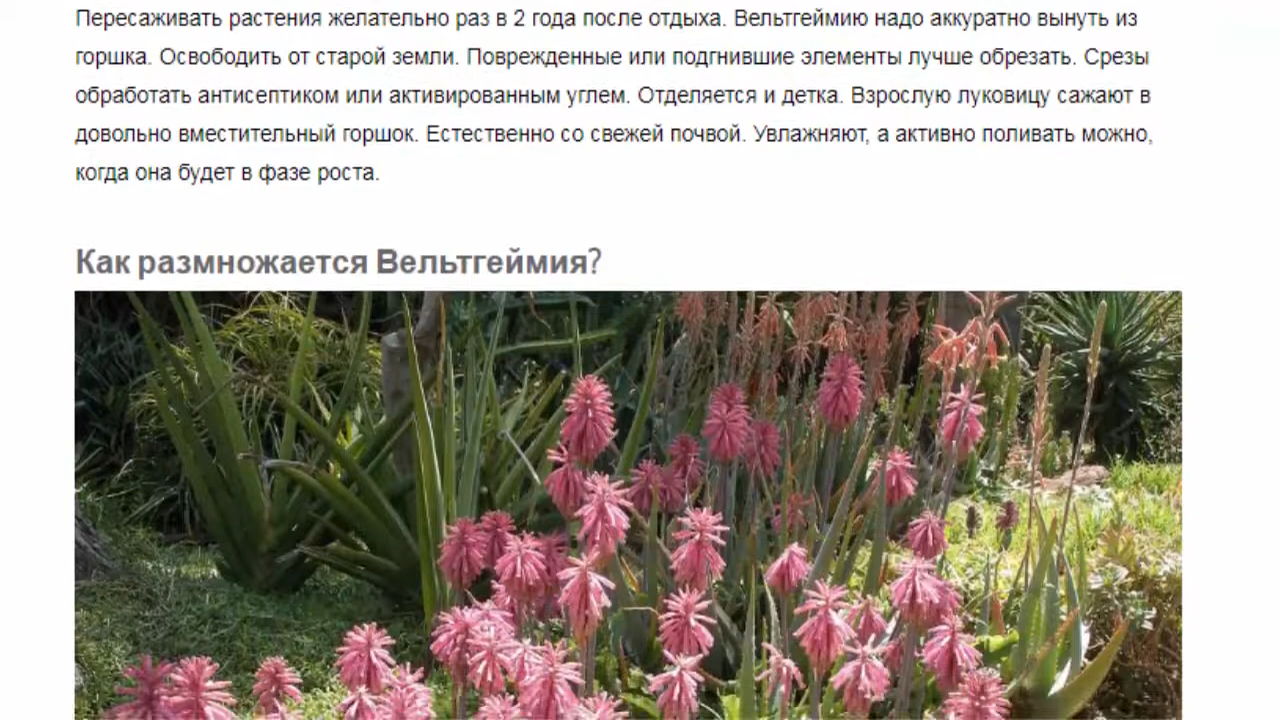 Пересаживать растения желательно раз в 2 года после отдыха. Вельтгеймию надо аккуратно вынуть из
горшка. Освободить от старой земли. Поврежденные или подгнившие элементы лучше обрезать. Срезы
обработать антисептиком или активированным углем. Отделяется и детка. Взрослую луковицу сажают в
довольно вместительный горшок. Естественно со свежей почвой. Увлажняют, а активно поливать можно,
когда она будет в фазе роста.
Как размножается Вельтгеймия?